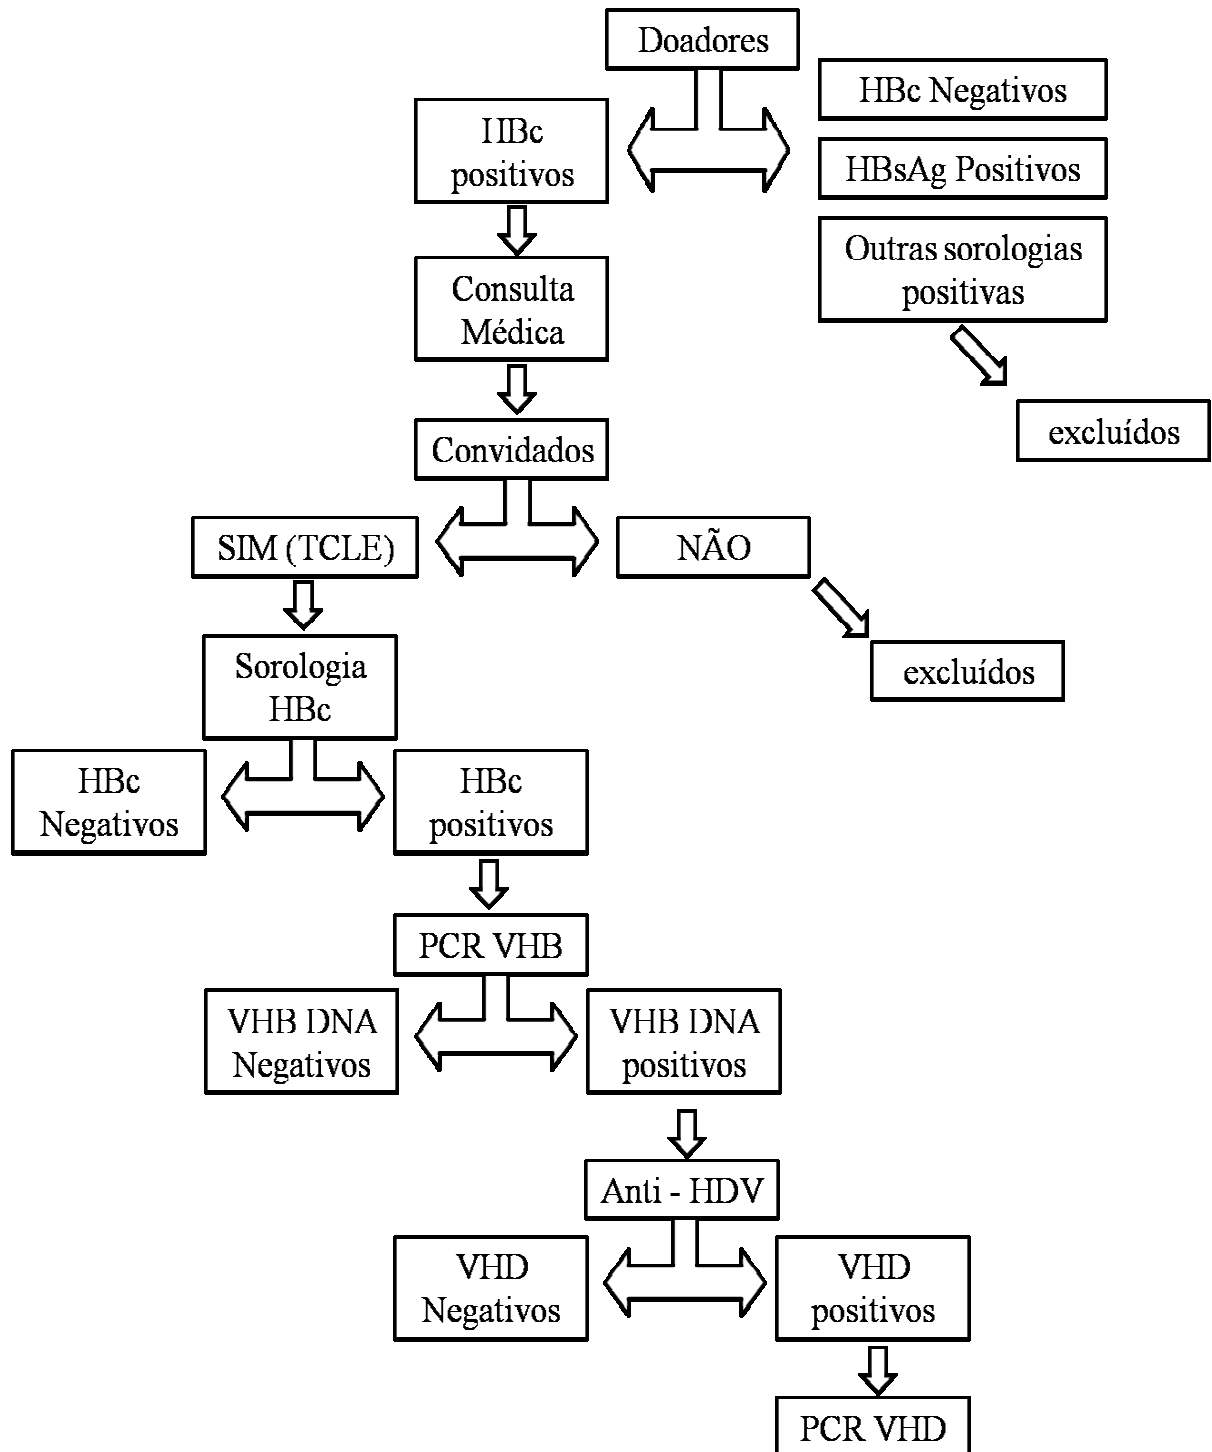 Doadores
HBc
positivos
HBc Negativos
HBsAg Positivos
Outras sorologias
positivas
excluídos
Consulta
Médica
Convidados
SIM (TCLE)
NÃO
excluídos
Sorologia
HBc
HBc
Negativos
HBc
positivos
PCR VHB
VHB DNA
Negativos
VHB DNA
positivos
Anti - HDV
VHD
Negativos
VHD
positivos
PCR VHD